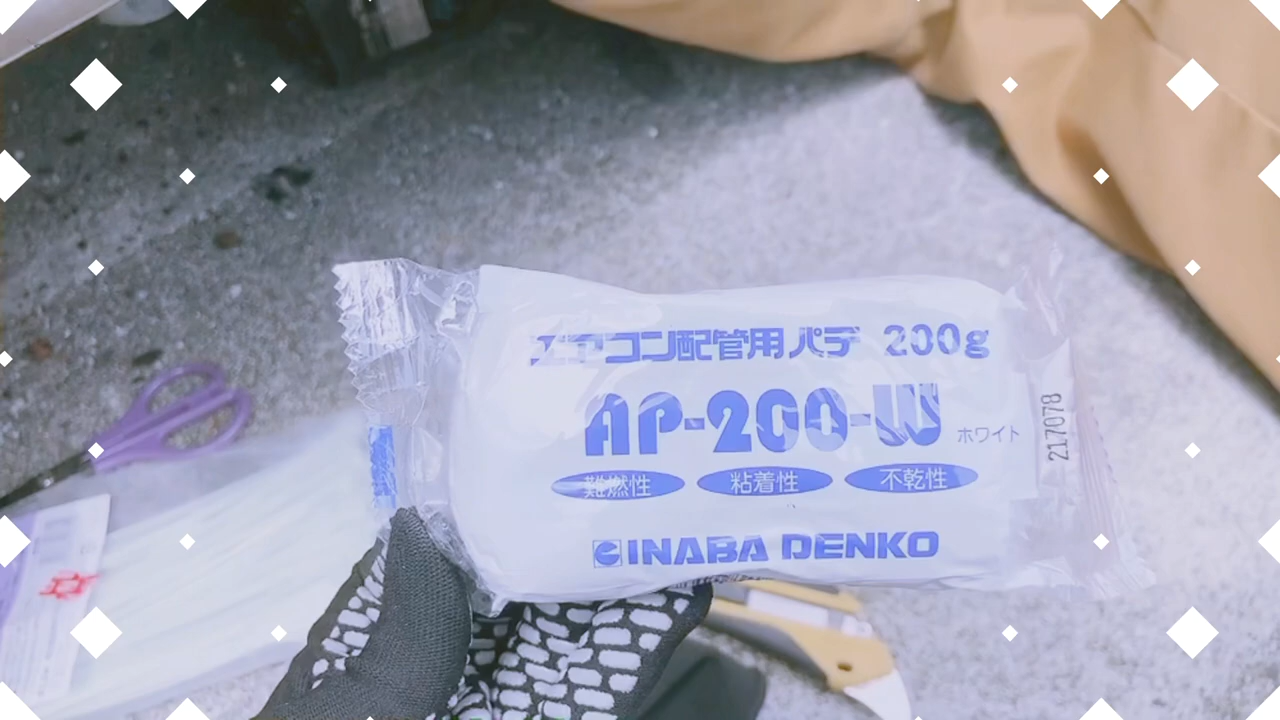 エアコン配管用パテ 200g
AP-200-W ホワイト
難燃性 粘着性 不乾性
INABA DENKO
217078